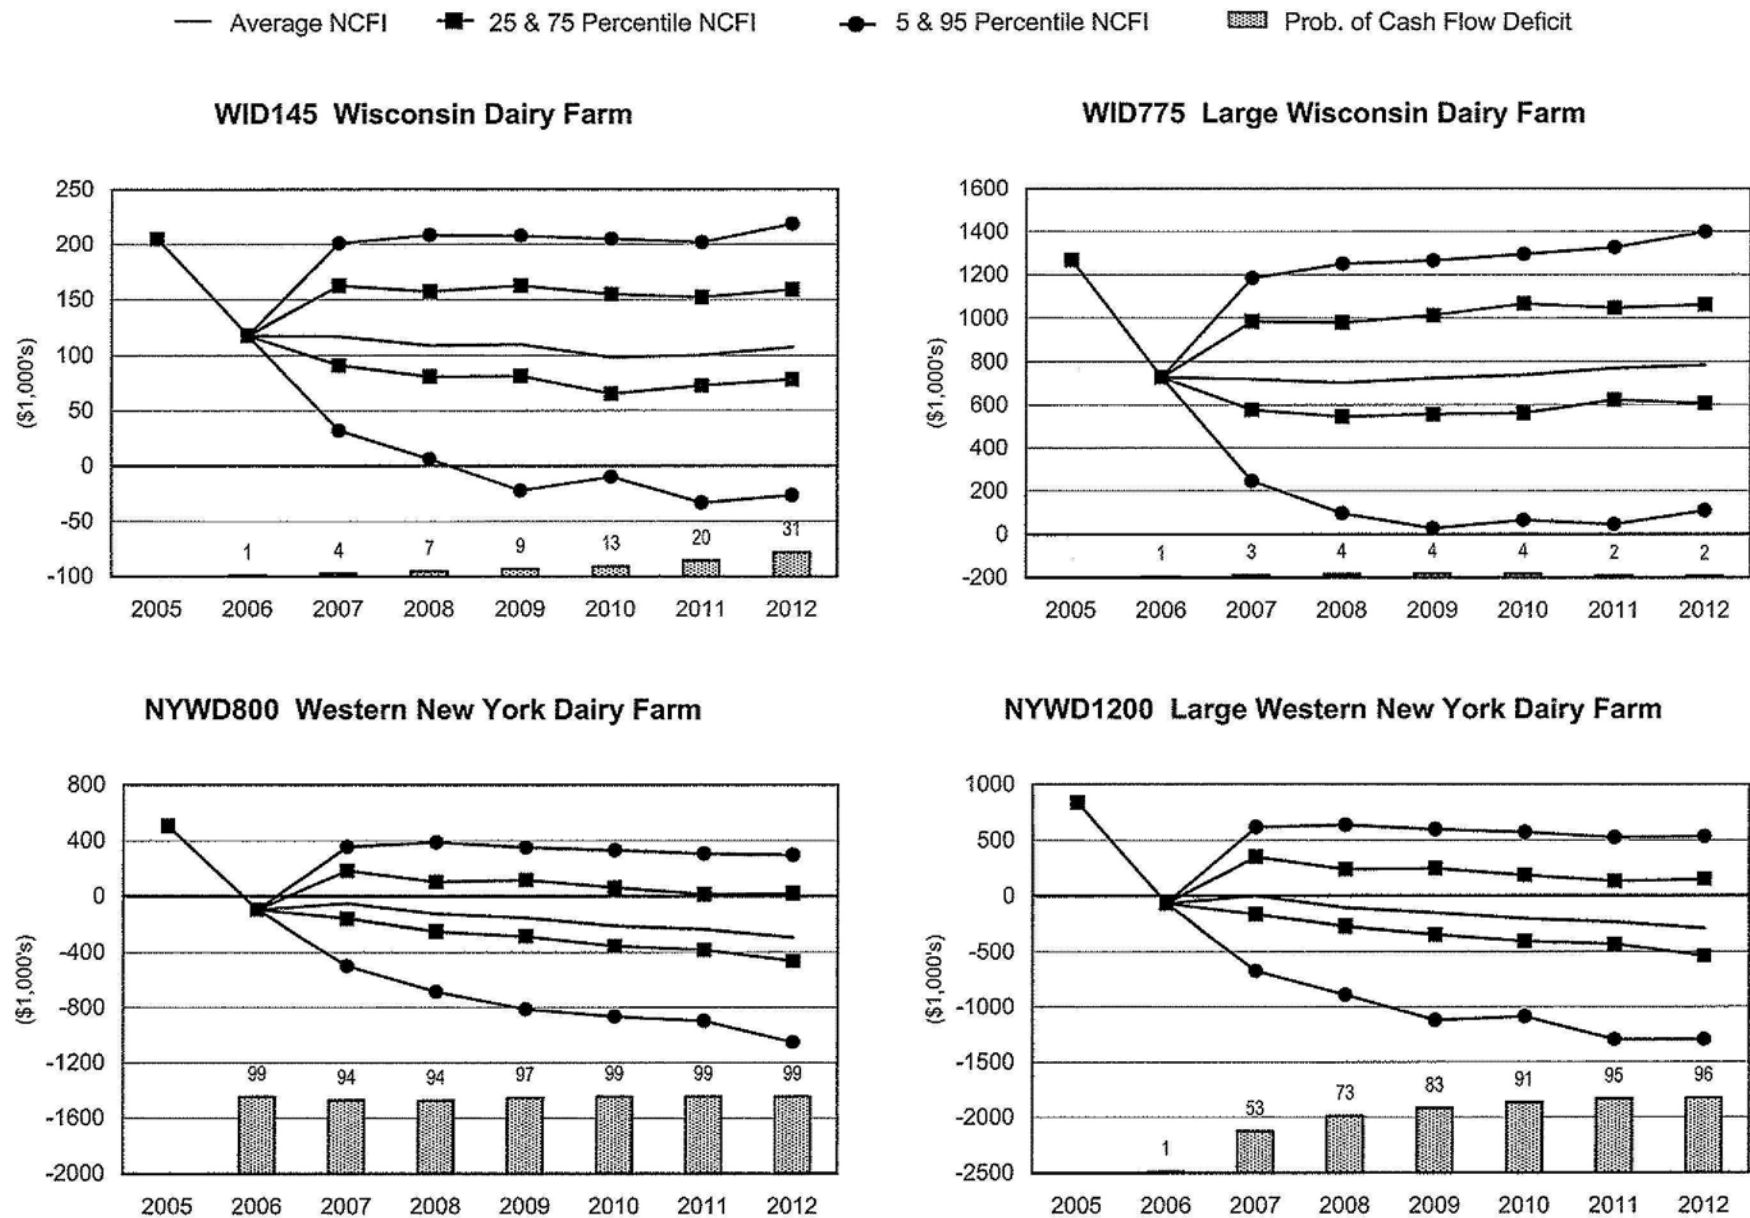 Average NCFI 25 & 75 Percentile NCFI 5 & 95 Percentile NCFI Prob. of Cash Flow Deficit
WID145 Wisconsin Dairy Farm
250
200
150
100
50
0
-50
-100
($1,000's)
1 4 7 9 13 20 31
2005 2006 2007 2008 2009 2010 2011 2012
WID775 Large Wisconsin Dairy Farm
1600
1400
1200
1000
800
600
400
200
0
-200
($1,000's)
1 3 4 4 4 2 2
2005 2006 2007 2008 2009 2010 2011 2012
NYWD800 Western New York Dairy Farm
800
400
0
-400
-800
-1200
-1600
-2000
($1,000's)
99 94 94 97 99 99 99
2005 2006 2007 2008 2009 2010 2011 2012
NYWD1200 Large Western New York Dairy Farm
1000
500
0
-500
-1000
-1500
-2000
-2500
($1,000's)
1 53 73 83 91 95 96
2005 2006 2007 2008 2009 2010 2011 2012